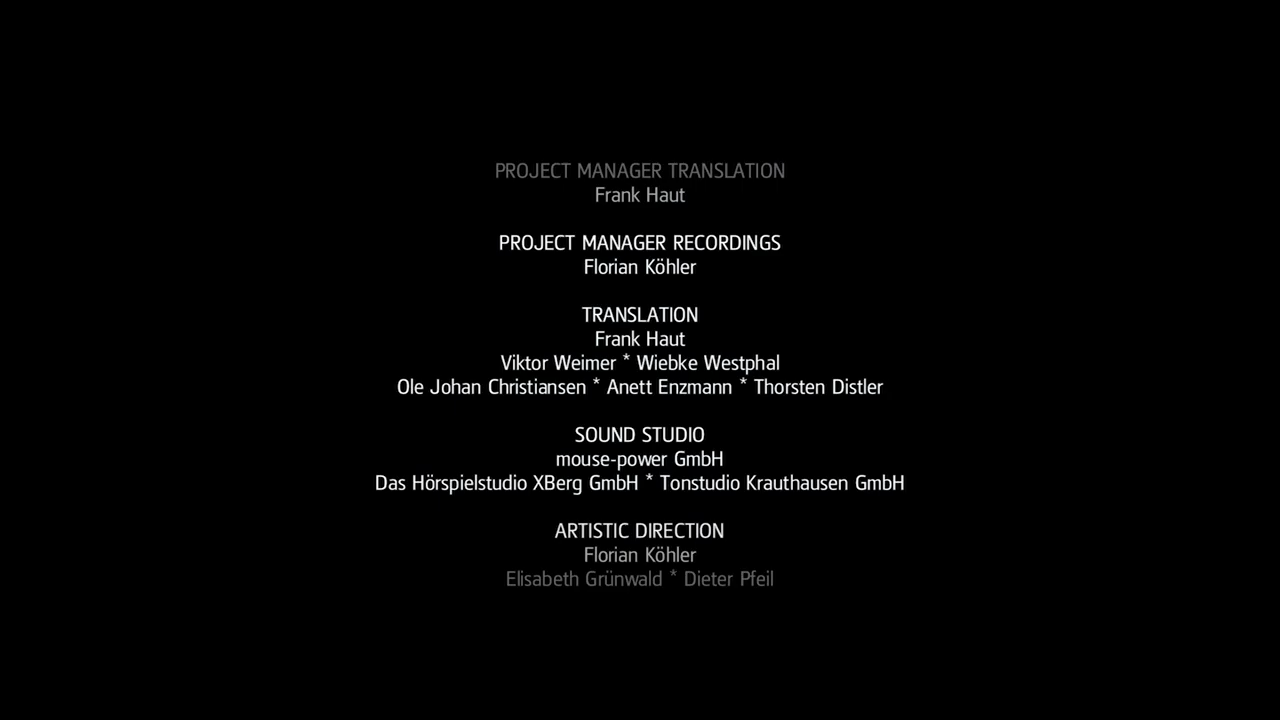 PROJECT MANAGER TRANSLATION
Frank Haut
PROJECT MANAGER RECORDINGS
Florian Köhler
TRANSLATION
Frank Haut
Viktor Weimer * Wiebke Westphal
Ole Johan Christiansen * Anett Enzmann * Thorsten Distler
SOUND STUDIO
mouse-power GmbH
Das Hörspielstudio XBerg GmbH * Tonstudio Krauthausen GmbH
ARTISTIC DIRECTION
Florian Köhler
Elisabeth Grünwald * Dieter Pfeil